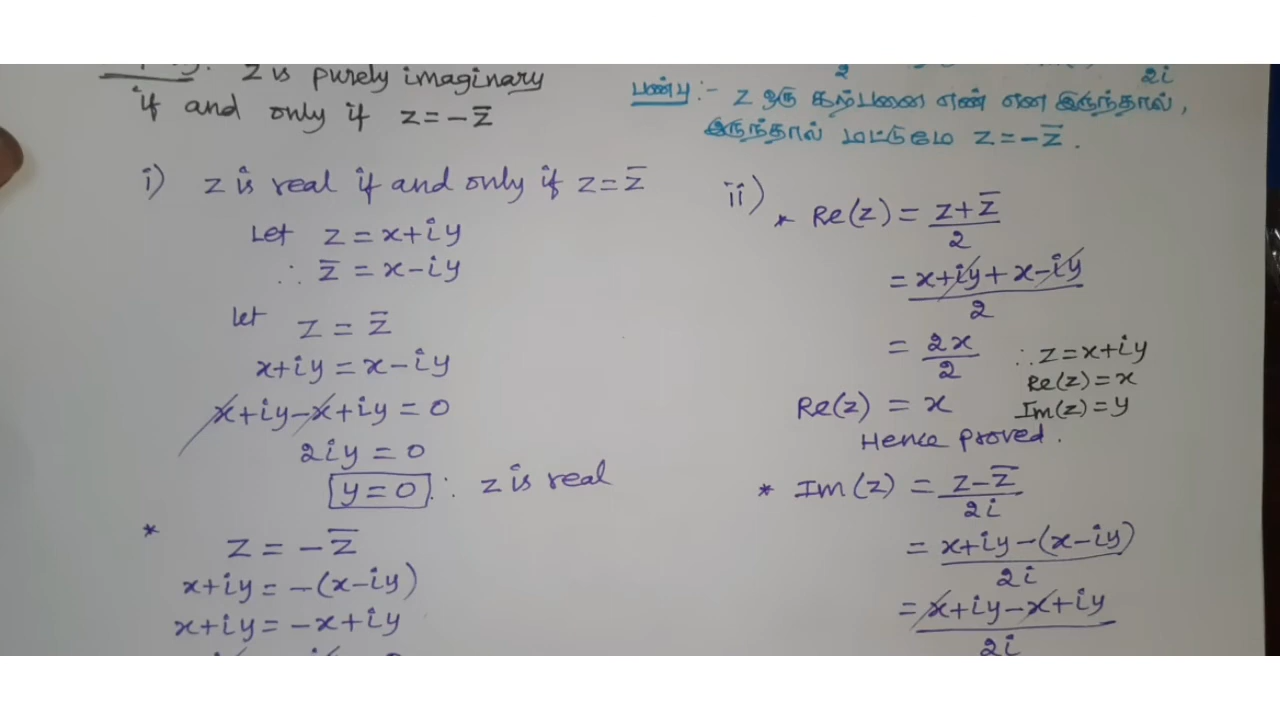 z is purely imaginary
if and only if z = -z̅
2
2i
பண்பு :- z ஒரு கற்பனை எண் என இருந்தால்,
இருந்தால் மட்டுமே z = -z̅.
i) z is real if and only if z = z̅
Let z = x+iy
∴ z̅ = x-iy
Let z = z̅
x+iy = x-iy
x+iy-x+iy = 0
2iy = 0
y = 0 ∴ z is real
* z = -z̅
x+iy = -(x-iy)
x+iy = -x+iy
ii) * Re(z) = z+z̅
2
= x+iy+x-iy
2
= 2x
2
∴ z = x+iy
Re(z) = x
Im(z) = y
Re(z) = x
Hence proved.
* Im(z) = z-z̅
2i
= x+iy-(x-iy)
2i
= x+iy-x+iy
2i